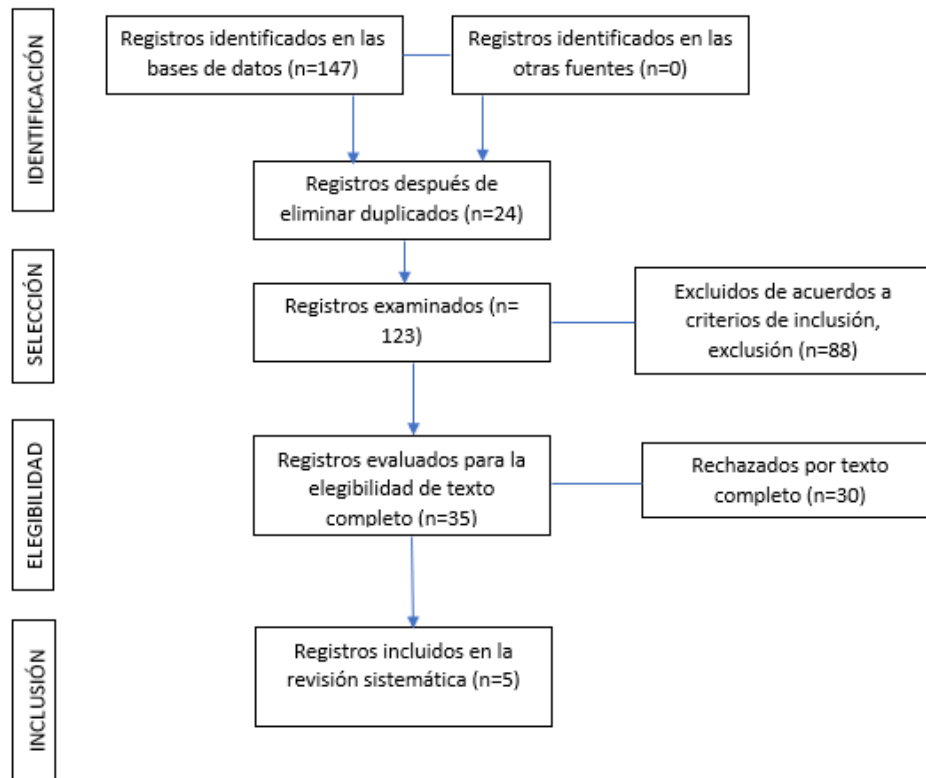 IDENTIFICACIÓN
Registros identificados en las
bases de datos (n=147)
Registros identificados en las
otras fuentes (n=0)
Registros después de
eliminar duplicados (n=24)
SELECCIÓN
Registros examinados (n=
123)
Excluidos de acuerdos a
criterios de inclusión,
exclusión (n=88)
ELEGIBILIDAD
Registros evaluados para la
elegibilidad de texto
completo (n=35)
Rechazados por texto
completo (n=30)
INCLUSIÓN
Registros incluidos en la
revisión sistemática (n=5)